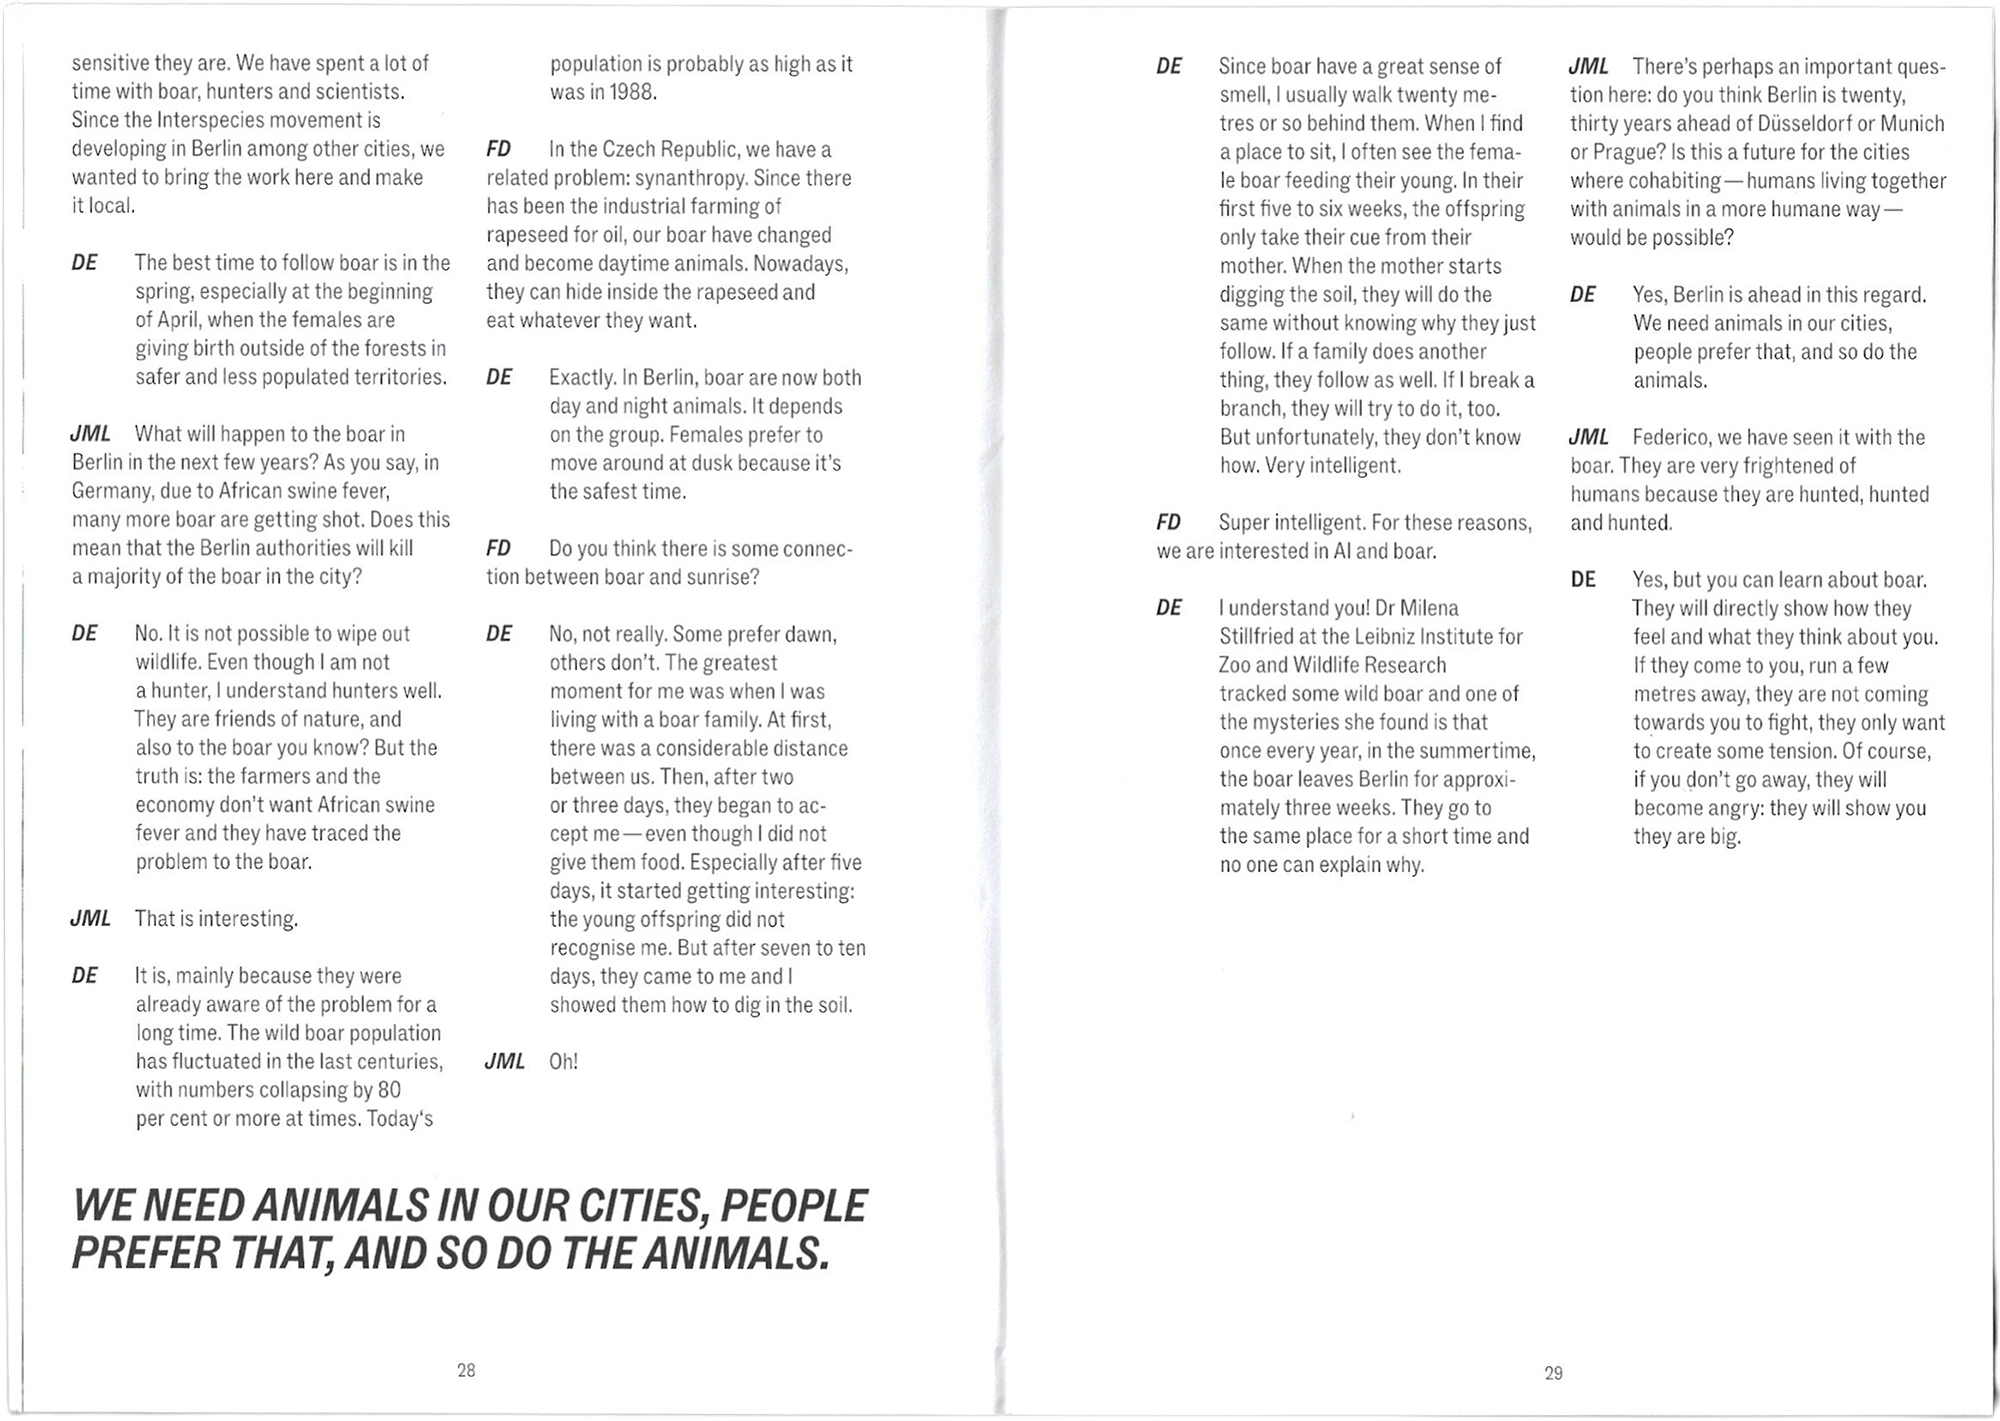 sensitive they are. We have spent a lot of
time with boar, hunters and scientists.
Since the Interspecies movement is
developing in Berlin among other cities, we
wanted to bring the work here and make
it local.
DE The best time to follow boar is in the
spring, especially at the beginning
of April, when the females are
giving birth outside of the forests in
safer and less populated territories.
JML What will happen to the boar in
Berlin in the next few years? As you say, in
Germany, due to African swine fever,
many more boar are getting shot. Does this
mean that the Berlin authorities will kill
a majority of the boar in the city?
DE No. It is not possible to wipe out
wildlife. Even though I am not
a hunter, I understand hunters well.
They are friends of nature, and
also to the boar you know? But the
truth is: the farmers and the
economy don't want African swine
fever and they have traced the
problem to the boar.
JML That is interesting.
DE It is, mainly because they were
already aware of the problem for a
long time. The wild boar population
has fluctuated in the last centuries,
with numbers collapsing by 80
per cent or more at times. Today‘s
population is probably as high as it
was in 1988.
FD In the Czech Republic, we have a
related problem: synanthropy. Since there
has been the industrial farming of
rapeseed for oil, our boar have changed
and become daytime animals. Nowadays,
they can hide inside the rapeseed and
eat whatever they want.
DE Exactly. In Berlin, boar are now both
day and night animals. It depends
on the group. Females prefer to
move around at dusk because it's
the safest time.
FD Do you think there is some connec-
tion between boar and sunrise?
DE No, not really. Some prefer dawn,
others don't. The greatest
moment for me was when I was
living with a boar family. At first,
there was a considerable distance
between us. Then, after two
or three days, they began to ac-
cept me — even though I did not
give them food. Especially after five
days, it started getting interesting:
the young offspring did not
recognise me. But after seven to ten
days, they came to me and I
showed them how to dig in the soil.
JML Oh!
WE NEED ANIMALS IN OUR CITIES, PEOPLE
PREFER THAT, AND SO DO THE ANIMALS.
28
DE Since boar have a great sense of
smell, I usually walk twenty me-
tres or so behind them. When I find
a place to sit, I often see the fema-
le boar feeding their young. In their
first five to six weeks, the offspring
only take their cue from their
mother. When the mother starts
digging the soil, they will do the
same without knowing why they just
follow. If a family does another
thing, they follow as well. If I break a
branch, they will try to do it, too.
But unfortunately, they don't know
how. Very intelligent.
FD Super intelligent. For these reasons,
we are interested in AI and boar.
DE I understand you! Dr Milena
Stillfried at the Leibniz Institute for
Zoo and Wildlife Research
tracked some wild boar and one of
the mysteries she found is that
once every year, in the summertime,
the boar leaves Berlin for approxi-
mately three weeks. They go to
the same place for a short time and
no one can explain why.
JML There's perhaps an important ques-
tion here: do you think Berlin is twenty,
thirty years ahead of Düsseldorf or Munich
or Prague? Is this a future for the cities
where cohabiting — humans living together
with animals in a more humane way —
would be possible?
DE Yes, Berlin is ahead in this regard.
We need animals in our cities,
people prefer that, and so do the
animals.
JML Federico, we have seen it with the
boar. They are very frightened of
humans because they are hunted, hunted
and hunted.
DE Yes, but you can learn about boar.
They will directly show how they
feel and what they think about you.
If they come to you, run a few
metres away, they are not coming
towards you to fight, they only want
to create some tension. Of course,
if you don't go away, they will
become angry: they will show you
they are big.
29